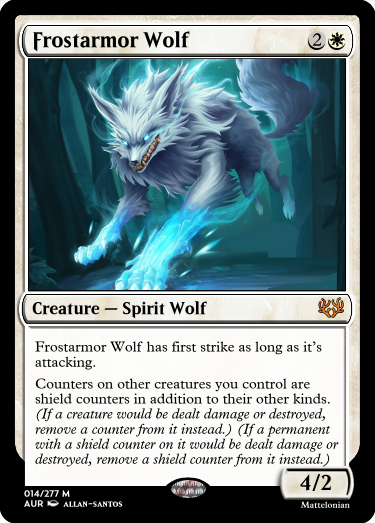 Frostarmor Wolf 2
Creature — Spirit Wolf
Frostarmor Wolf has first strike as long as it's
attacking.
Counters on other creatures you control are
shield counters in addition to their other kinds.
(If a creature would be dealt damage or destroyed,
remove a counter from it instead.) (If a permanent
with a shield counter on it would be dealt damage or
destroyed, remove a shield counter from it instead.)
4/2
014/277 M
AUR ALLAN-SANTOS
Mattelonian